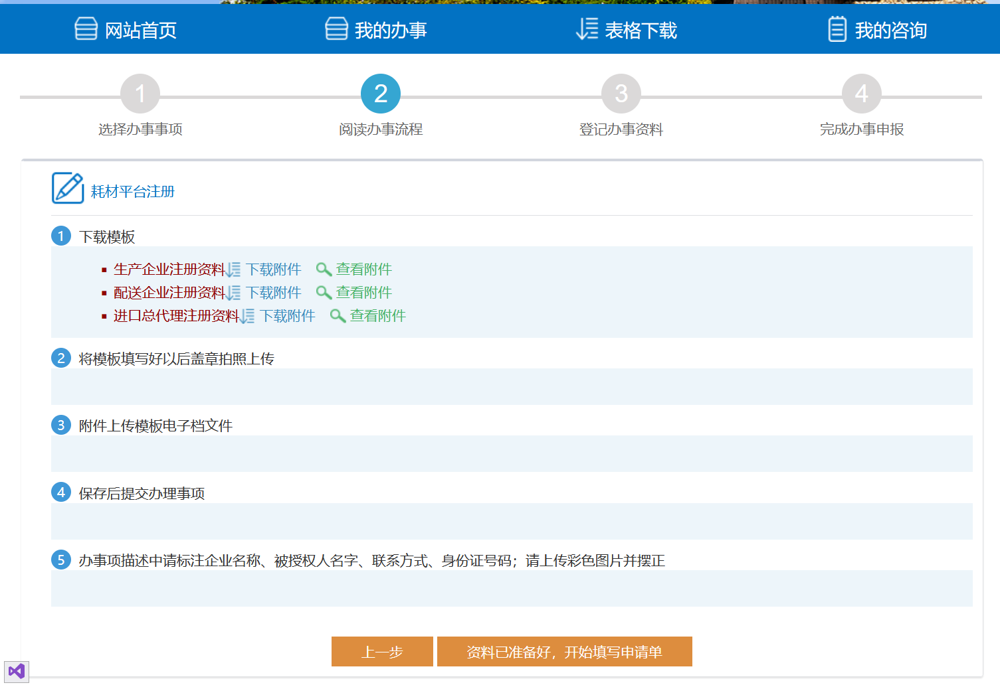 网站首页 我的办事 表格下载 我的咨询
1 2 3 4
选择办事事项 阅读办事流程 登记办事资料 完成办事申报
耗材平台注册
1 下载模板
生产企业注册资料 下载附件 查看附件
配送企业注册资料 下载附件 查看附件
进口总代理注册资料 下载附件 查看附件
2 将模板填写好以后盖章拍照上传
3 附件上传模板电子档文件
4 保存后提交办理事项
5 办事项描述中请标注企业名称、被授权人名字、联系方式、身份证号码；请上传彩色图片并摆正
上一步 资料已准备好，开始填写申请单